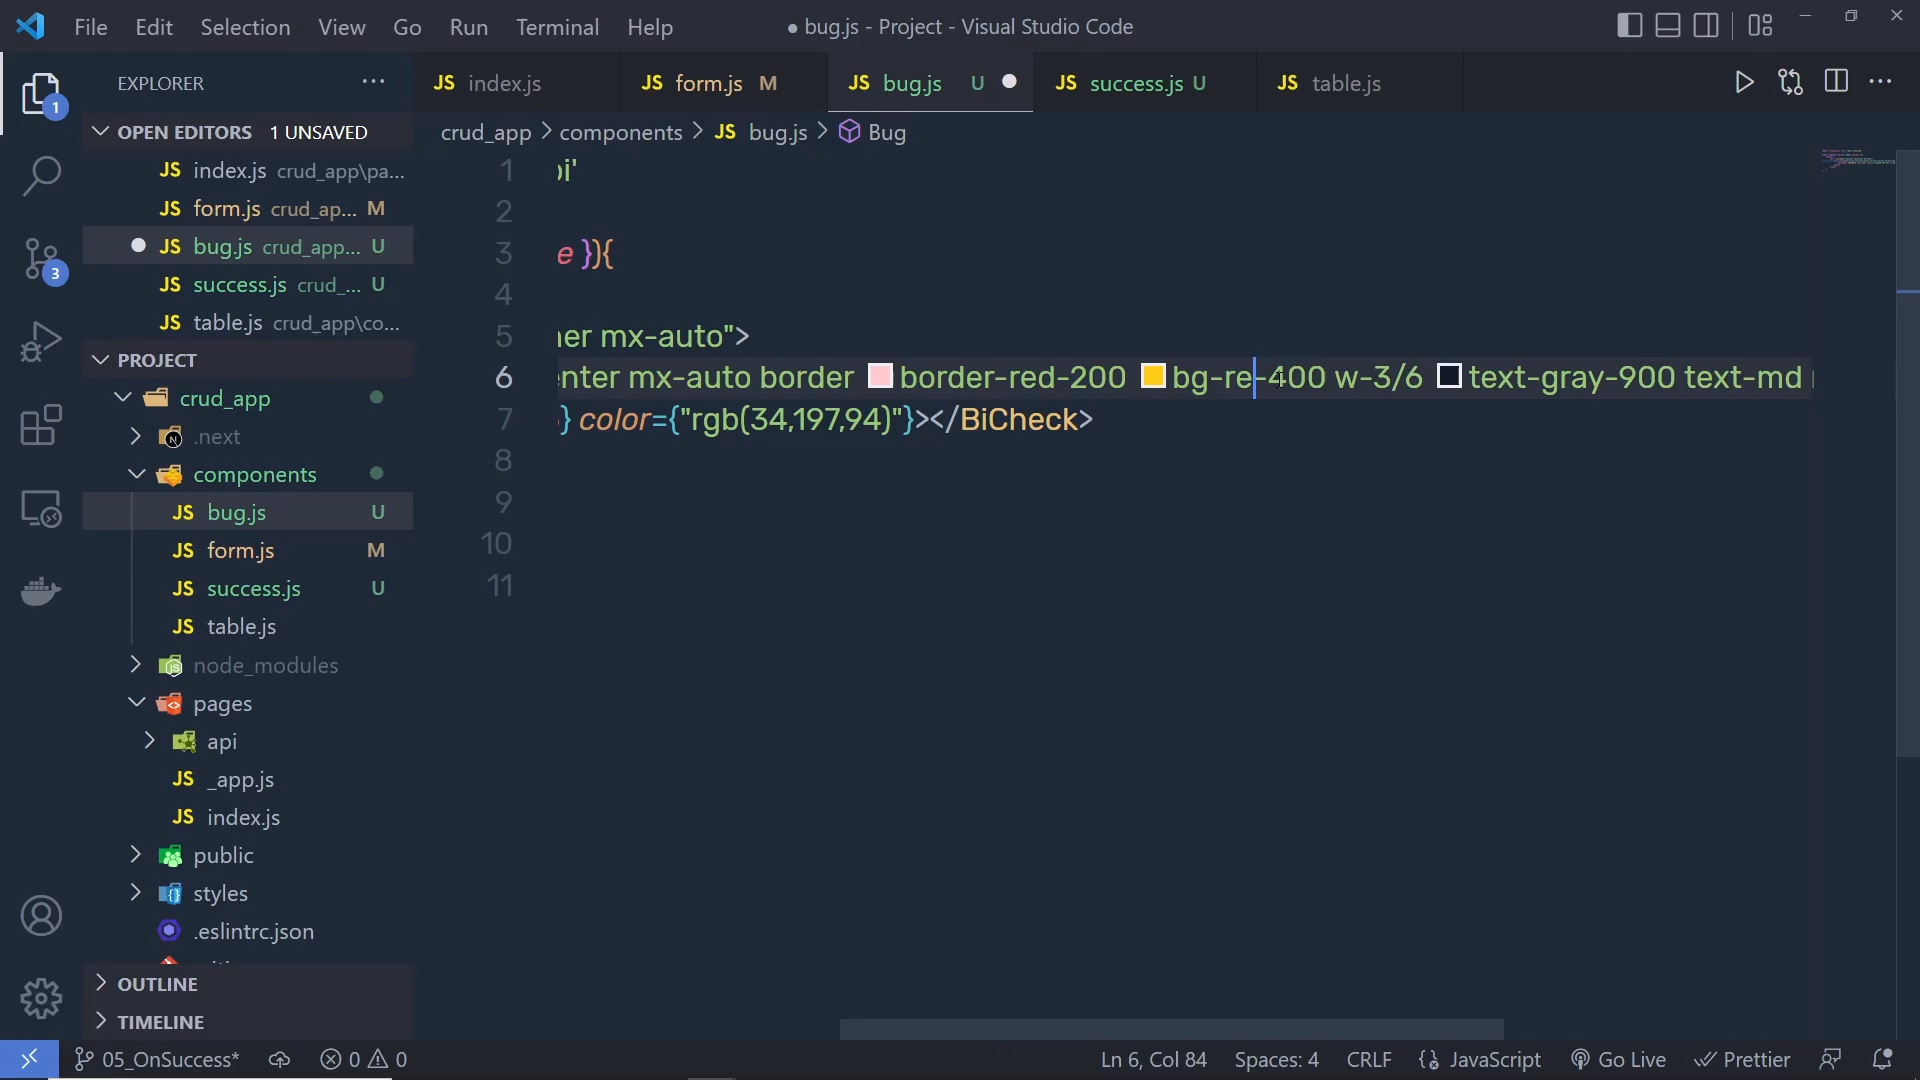 File Edit Selection View Go Run Terminal Help
● bug.js - Project - Visual Studio Code
EXPLORER
OPEN EDITORS 1 UNSAVED
JS index.js crud_app\pa...
JS form.js crud_ap... M
JS bug.js crud_app... U
JS success.js crud_... U
JS table.js crud_app\co...
PROJECT
crud_app
.next
components
JS bug.js U
JS form.js M
JS success.js U
JS table.js
node_modules
pages
api
JS _app.js
JS index.js
public
styles
.eslintrc.json
OUTLINE
TIMELINE
1
3
JS index.js
JS form.js M
JS bug.js U
JS success.js U
JS table.js
crud_app > components > JS bug.js > Bug
1 i'
2
3 e }){
4
5 er mx-auto">
6 nter mx-auto border border-red-200 bg-re-400 w-3/6 text-gray-900 text-md
7 } color={"rgb(34,197,94)"}></BiCheck>
8
9
10
11
05_OnSuccess* 0 0
Ln 6, Col 84 Spaces: 4 CRLF {} JavaScript Go Live Prettier